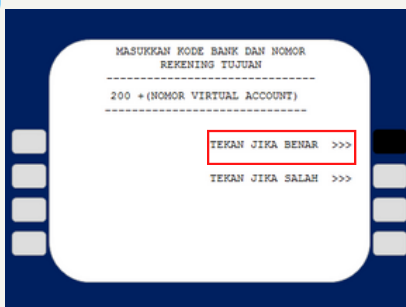 MASUKKAN KODE BANK DAN NOMOR
REKENING TUJUAN
------------------------------
200 +(NOMOR VIRTUAL ACCOUNT)
------------------------------
TEKAN JIKA BENAR >>>
TEKAN JIKA SALAH >>>